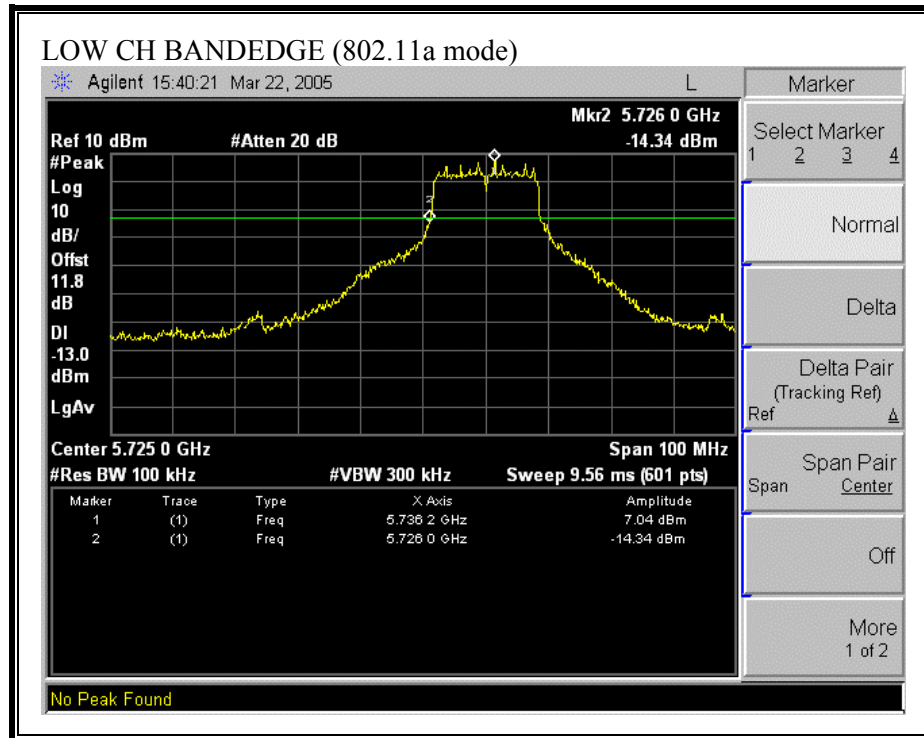 LOW CH BANDEDGE (802.11a mode)
Agilent 15:40:21 Mar 22, 2005 L
Mkr2 5.726 0 GHz
Ref 10 dBm #Atten 20 dB -14.34 dBm
#Peak
Log
10
dB/
Offst
11.8
dB
DI
-13.0
dBm
LgAv
1
2
Center 5.725 0 GHz Span 100 MHz
#Res BW 100 kHz #VBW 300 kHz Sweep 9.56 ms (601 pts)
Marker Trace Type X Axis Amplitude
1 (1) Freq 5.736 2 GHz 7.04 dBm
2 (1) Freq 5.726 0 GHz -14.34 dBm
No Peak Found
Marker
Select Marker
1 2 3 4
Normal
Delta
Delta Pair
(Tracking Ref)
Ref Δ
Span Pair
Span Center
Off
More
1 of 2